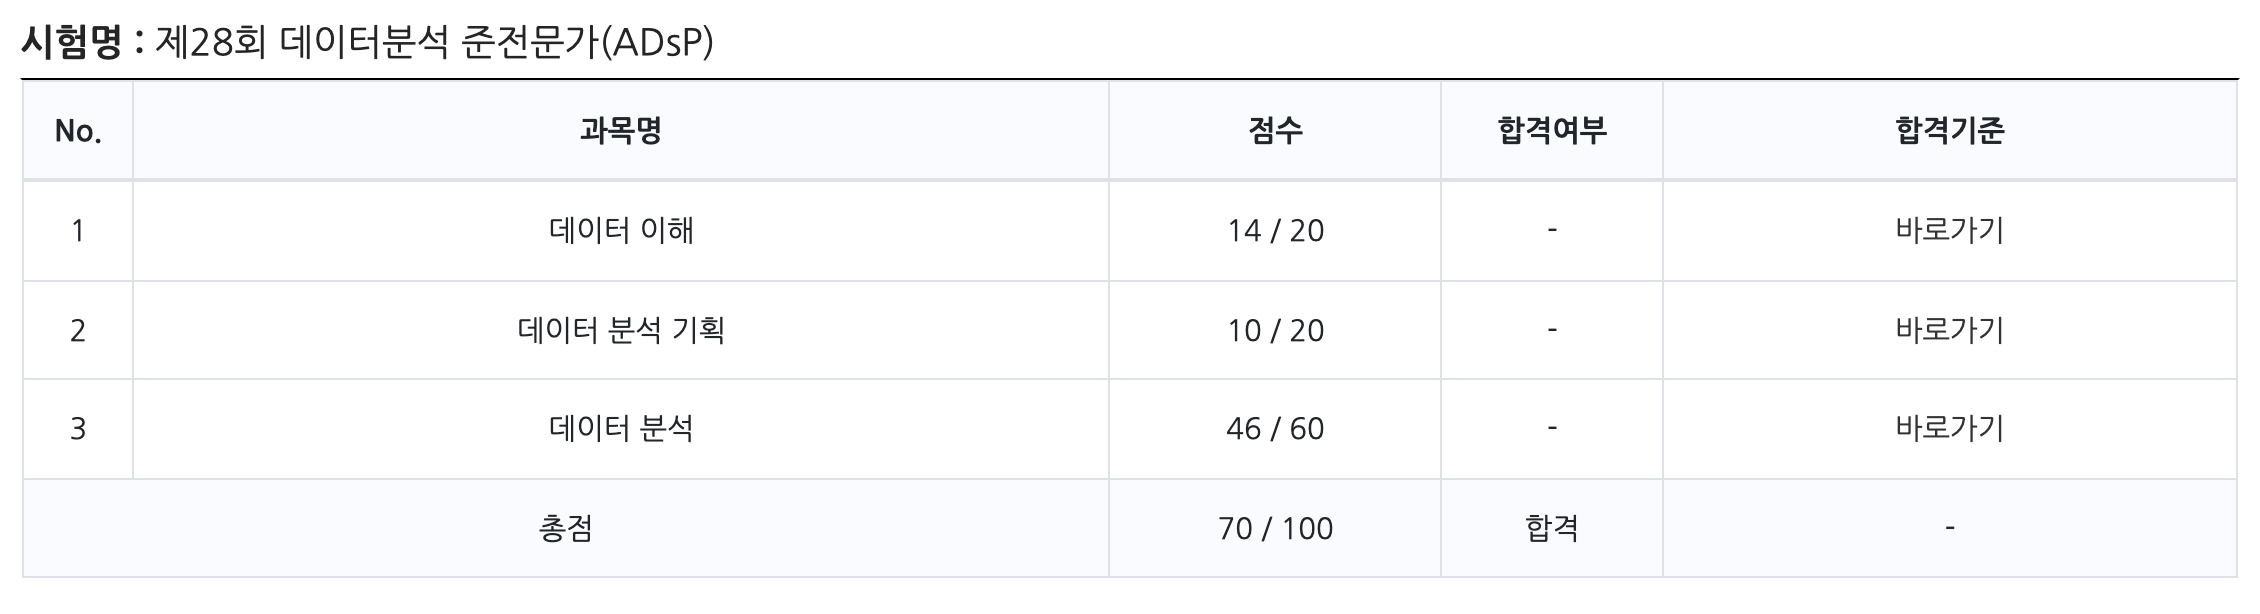 시험명 : 제28회 데이터분석 준전문가(ADsP)
No. 과목명 점수 합격여부 합격기준
1 데이터 이해 14 / 20 - 바로가기
2 데이터 분석 기획 10 / 20 - 바로가기
3 데이터 분석 46 / 60 - 바로가기
총점 70 / 100 합격 -